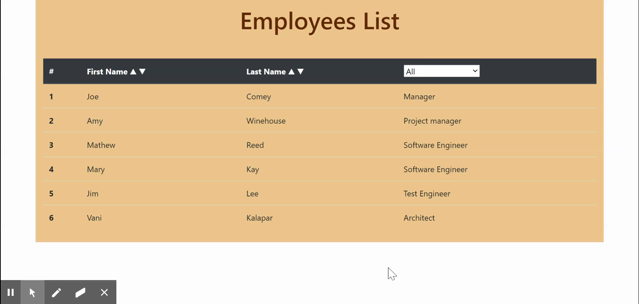 Employees List
# First Name ▲▼ Last Name ▲▼ All
1 Joe Comey Manager
2 Amy Winehouse Project manager
3 Mathew Reed Software Engineer
4 Mary Kay Software Engineer
5 Jim Lee Test Engineer
6 Vani Kalapar Architect